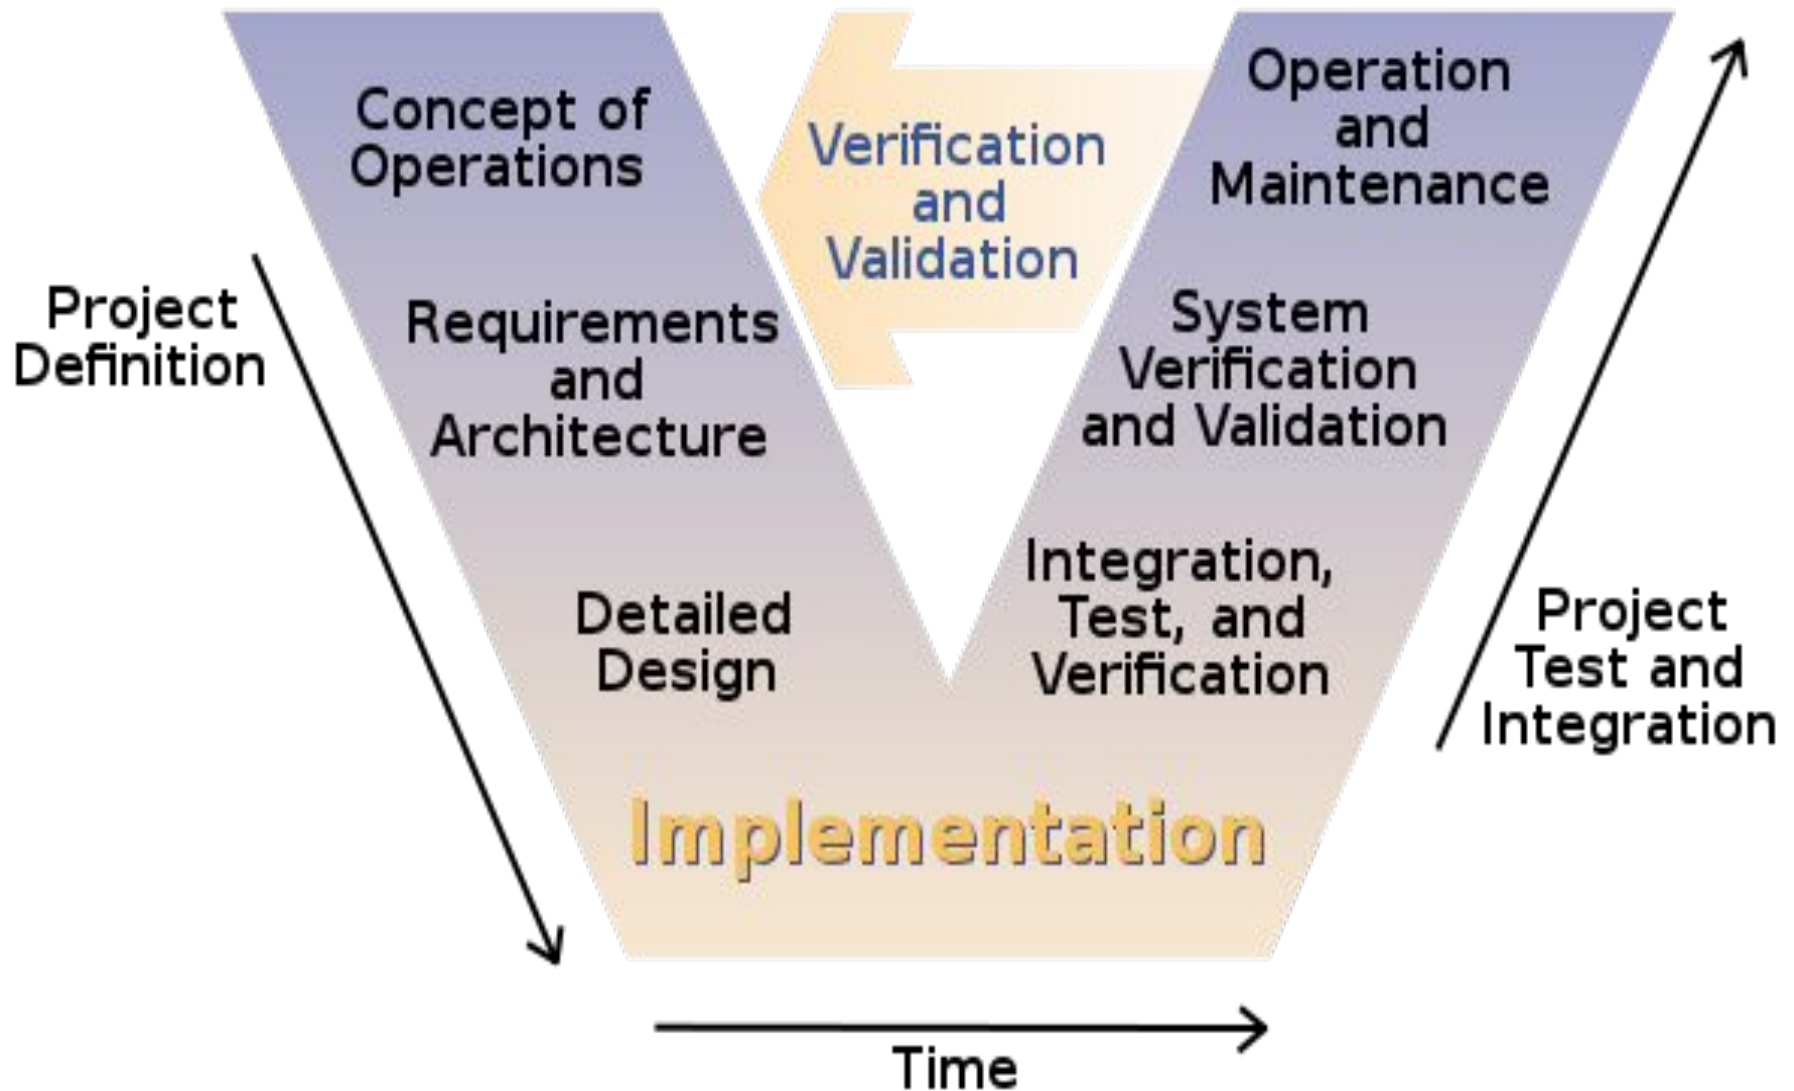 Concept of
Operations
Verification
and
Validation
Operation
and
Maintenance
Project
Definition
Requirements
and
Architecture
System
Verification
and Validation
Detailed
Design
Integration,
Test, and
Verification
Project
Test and
Integration
Implementation
Time